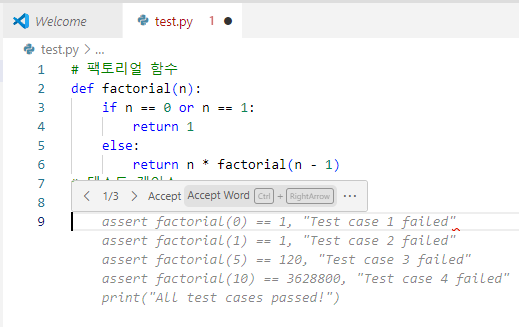 Welcome
test.py 1
test.py > ...
1 # 팩토리얼 함수
2 def factorial(n):
3 if n == 0 or n == 1:
4 return 1
5 else:
6 return n * factorial(n - 1)
7
1/3 Accept Accept Word Ctrl + RightArrow ...
8
9 assert factorial(0) == 1, "Test case 1 failed"
assert factorial(1) == 1, "Test case 2 failed"
assert factorial(5) == 120, "Test case 3 failed"
assert factorial(10) == 3628800, "Test case 4 failed"
print("All test cases passed!")